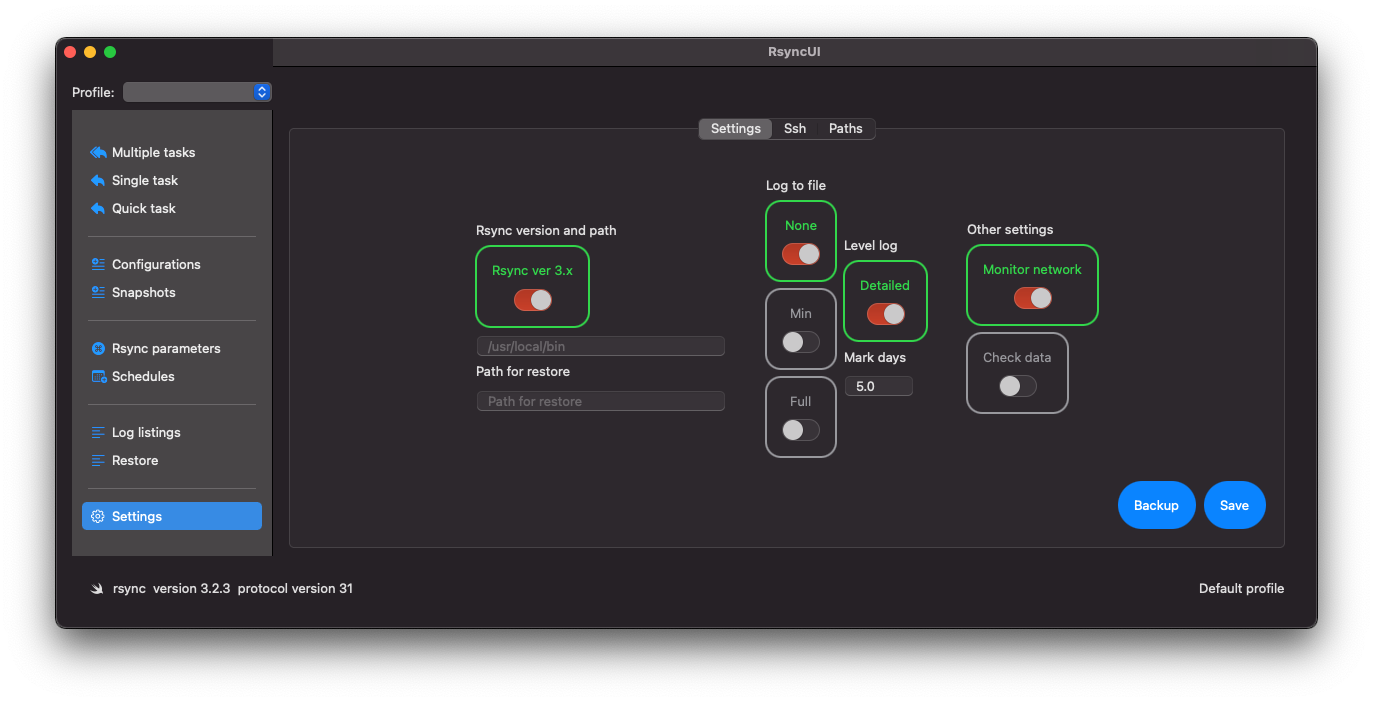 RsyncUI
Profile:
Multiple tasks
Single task
Quick task
Configurations
Snapshots
Rsync parameters
Schedules
Log listings
Restore
Settings
Settings Ssh Paths
Rsync version and path
Rsync ver 3.x
/usr/local/bin
Path for restore
Path for restore
Log to file
None
Min
Full
Level log
Detailed
Mark days
5.0
Other settings
Monitor network
Check data
Backup Save
rsync version 3.2.3 protocol version 31
Default profile